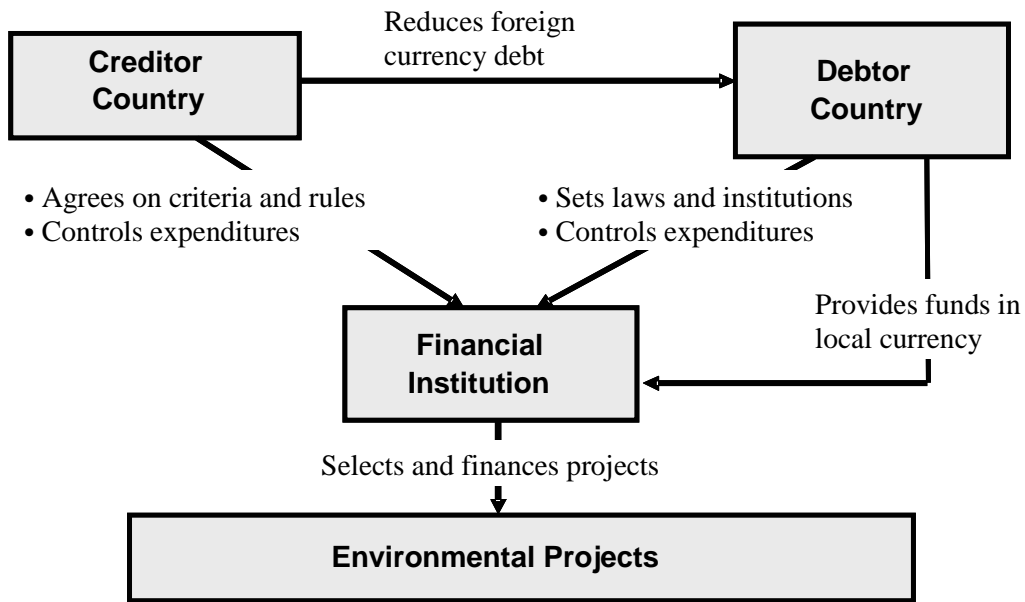 Reduces foreign
currency debt
Creditor
Country
Debtor
Country
• Agrees on criteria and rules
• Controls expenditures
• Sets laws and institutions
• Controls expenditures
Provides funds in
local currency
Financial
Institution
Selects and finances projects
Environmental Projects